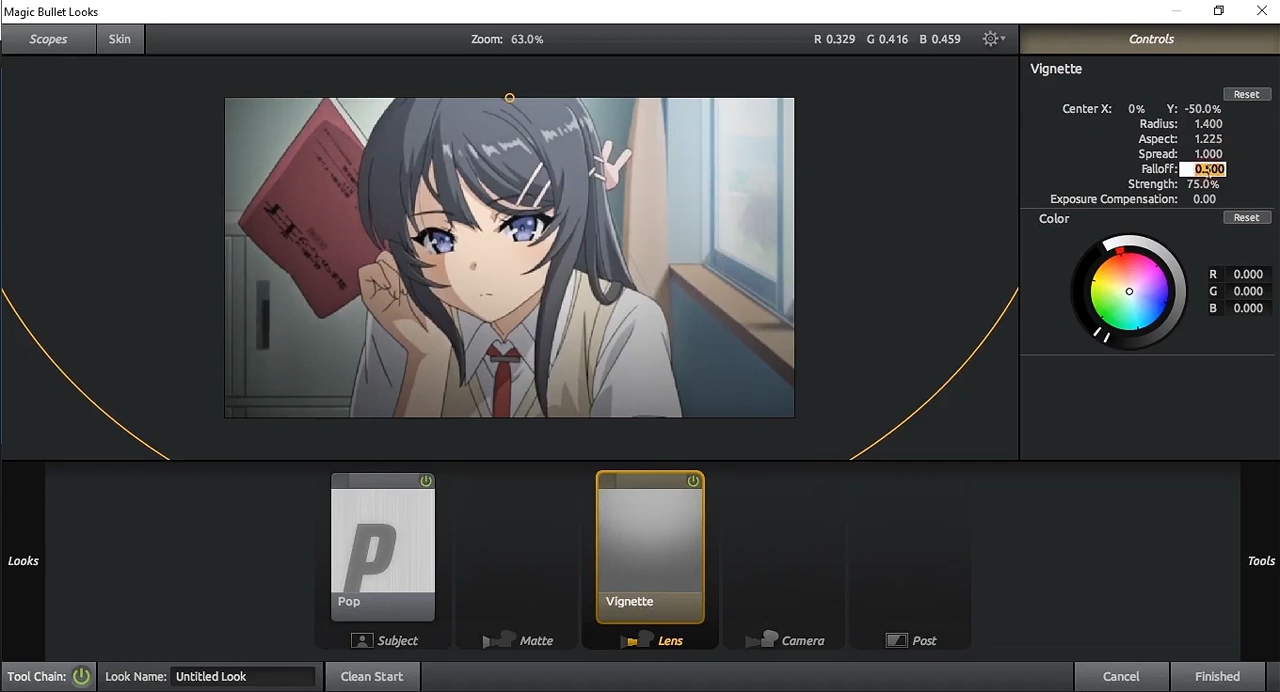 Magic Bullet Looks
Scopes Skin Zoom: 63.0% R 0.329 G 0.416 B 0.459 Controls
Vignette
Reset
Center X: 0% Y: -50.0%
Radius: 1.400
Aspect: 1.225
Spread: 1.000
Falloff: 0.500
Strength: 75.0%
Exposure Compensation: 0.00
Color Reset
R 0.000
G 0.000
B 0.000
Looks
P
Pop
Vignette
Tools
Subject Matte Lens Camera Post
Tool Chain: Look Name: Untitled Look Clean Start Cancel Finished